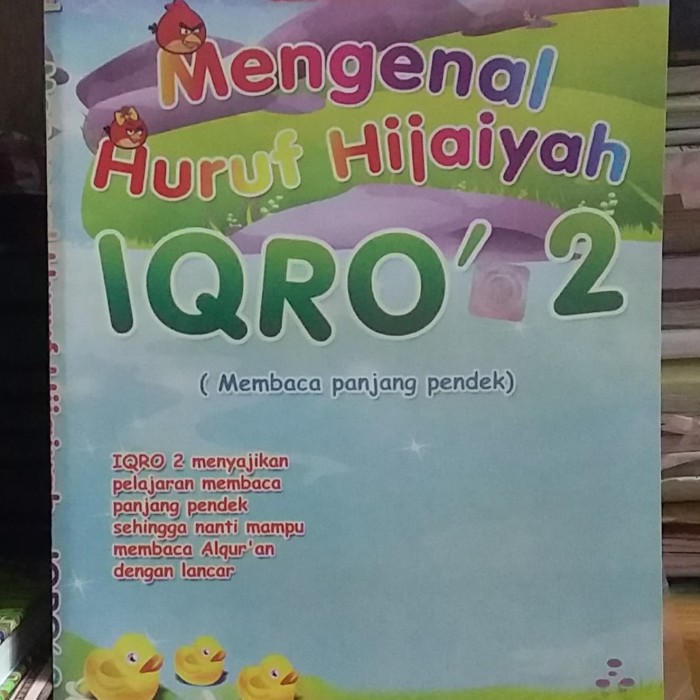 Mengenal
Huruf Hijaiyah
IQRO' 2
( Membaca panjang pendek)
IQRO 2 menyajikan
pelajaran membaca
panjang pendek
sehingga nanti mampu
membaca Alqur'an
dengan lancar